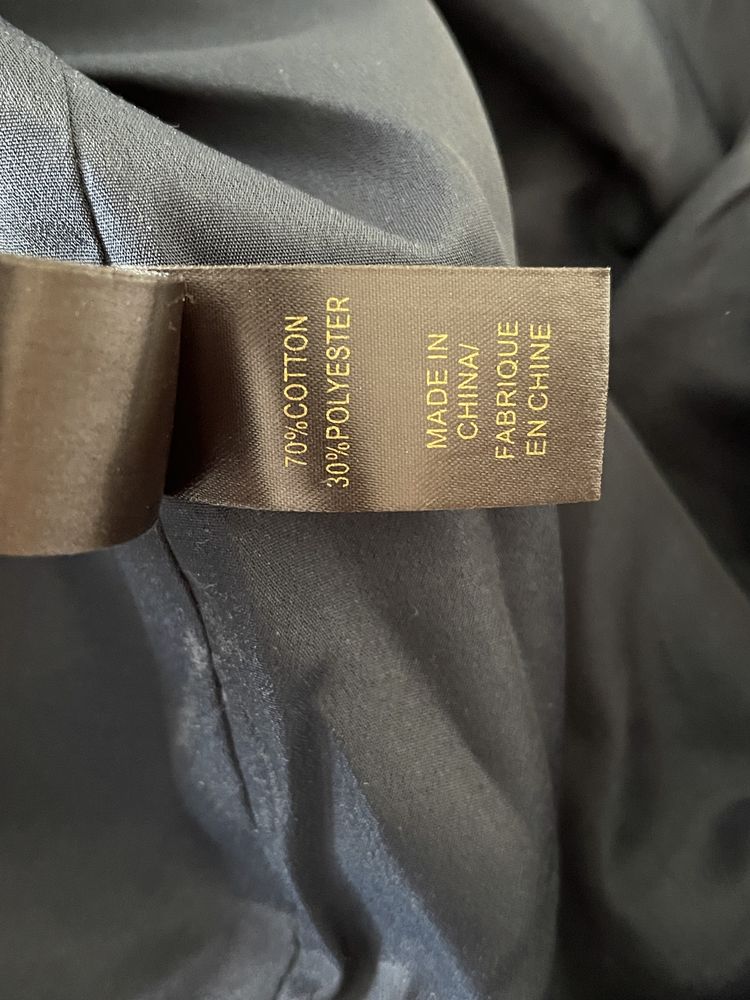 70%COTTON
30%POLYESTER
MADE IN
CHINA/
FABRIQUE
EN CHINE